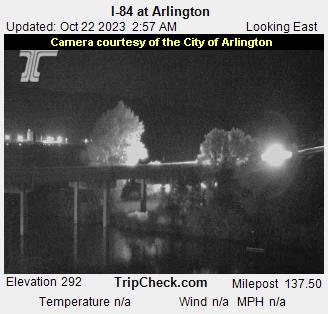 I-84 at Arlington
Updated: Oct 22 2023 2:57 AM Looking East
Camera courtesy of the City of Arlington
Elevation 292 TripCheck.com Milepost 137.50
Temperature n/a Wind n/a MPH n/a